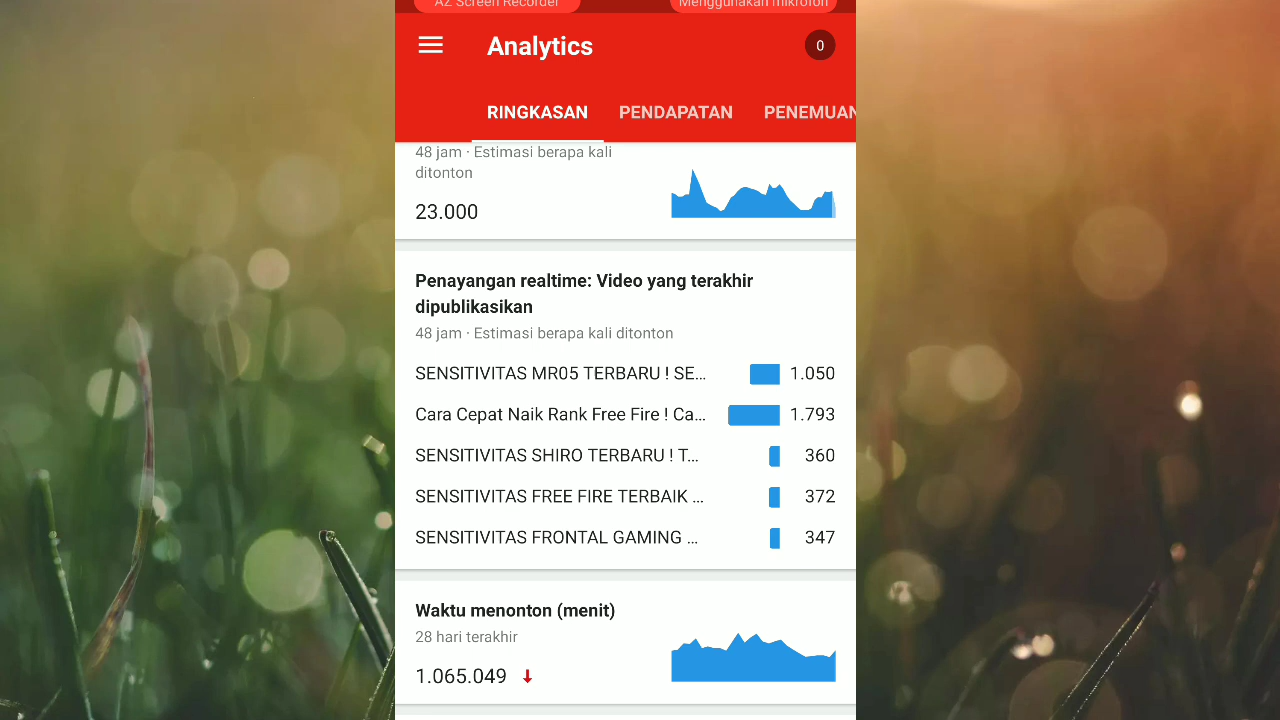 AZ Screen Recorder
Menggunakan mikrofon
Analytics
0
RINGKASAN
PENDAPATAN
PENEMUAN
48 jam · Estimasi berapa kali
ditonton
23.000
Penayangan realtime: Video yang terakhir
dipublikasikan
48 jam · Estimasi berapa kali ditonton
SENSITIVITAS MR05 TERBARU ! SE... 1.050
Cara Cepat Naik Rank Free Fire ! Ca... 1.793
SENSITIVITAS SHIRO TERBARU ! T... 360
SENSITIVITAS FREE FIRE TERBAIK ... 372
SENSITIVITAS FRONTAL GAMING ... 347
Waktu menonton (menit)
28 hari terakhir
1.065.049